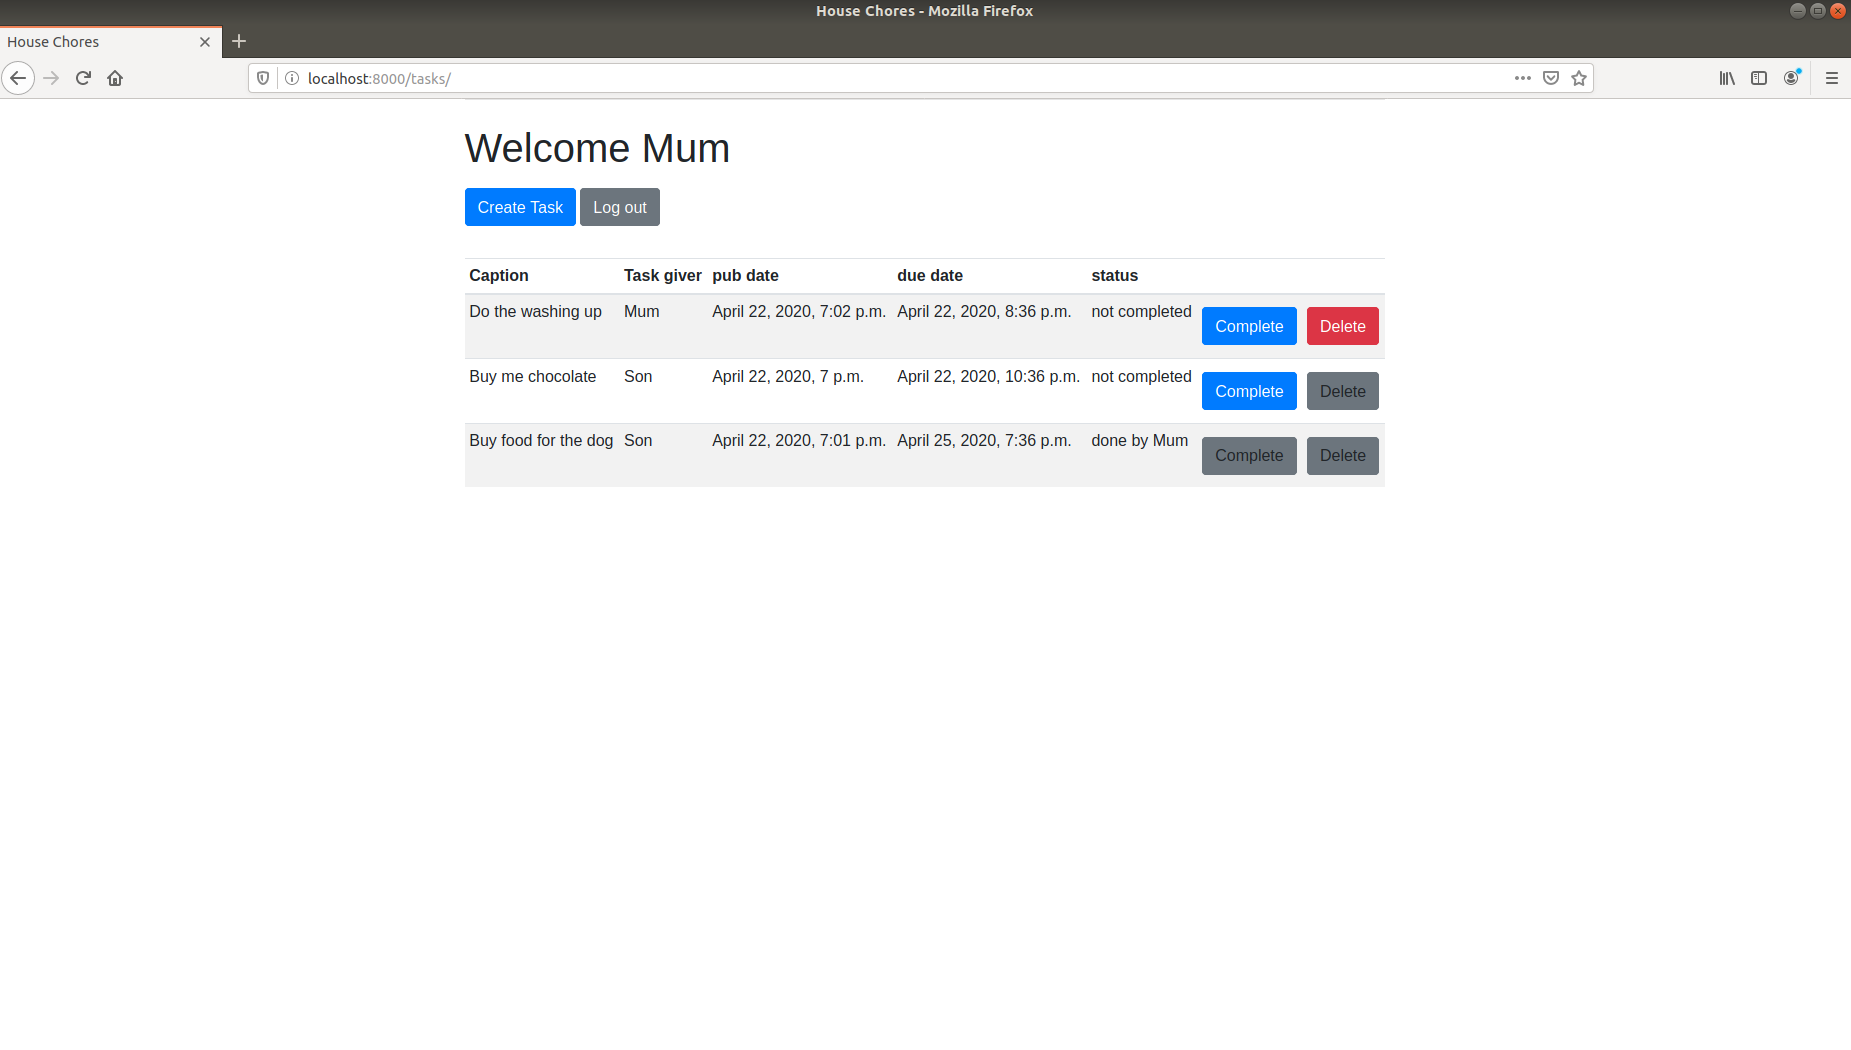 House Chores - Mozilla Firefox
House Chores
localhost:8000/tasks/
Welcome Mum
Create Task Log out
Caption Task giver pub date due date status
Do the washing up Mum April 22, 2020, 7:02 p.m. April 22, 2020, 8:36 p.m. not completed Complete Delete
Buy me chocolate Son April 22, 2020, 7 p.m. April 22, 2020, 10:36 p.m. not completed Complete Delete
Buy food for the dog Son April 22, 2020, 7:01 p.m. April 25, 2020, 7:36 p.m. done by Mum Complete Delete